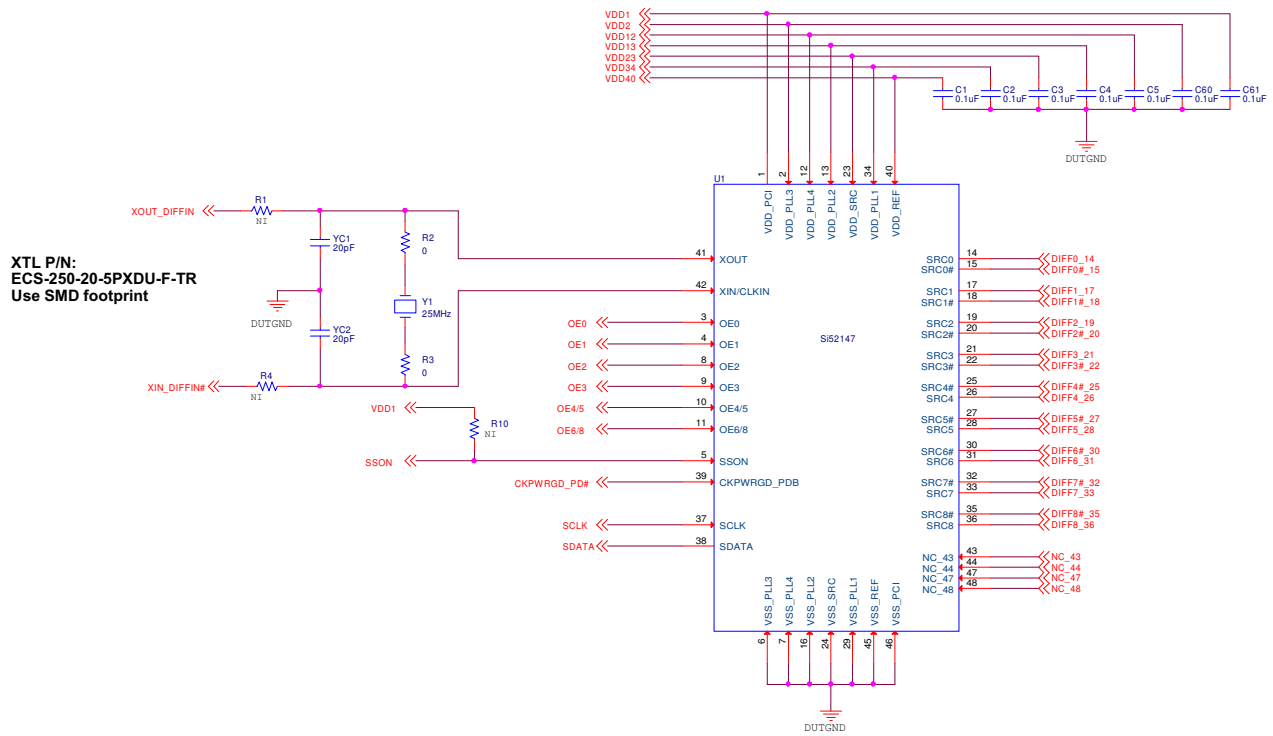 VDD1
VDD2
VDD12
VDD13
VDD23
VDD34
VDD40
C1
0.1uF
C2
0.1uF
C3
0.1uF
C4
0.1uF
C5
0.1uF
C60
0.1uF
C61
0.1uF
DUTGND
U1
1
2
12
13
23
34
40
VDD_PCI
VDD_PLL3
VDD_PLL4
VDD_PLL2
VDD_SRC
VDD_PLL1
VDD_REF
XOUT_DIFFIN
R1
NI
YC1
20pF
R2
0
XTL P/N:
ECS-250-20-5PXDU-F-TR
Use SMD footprint
DUTGND
Y1
25MHz
YC2
20pF
R3
0
XIN_DIFFIN#
R4
NI
VDD1
R10
NI
41 XOUT
42 XIN/CLKIN
OE0 3 OE0
OE1 4 OE1
OE2 8 OE2
OE3 9 OE3
OE4/5 10 OE4/5
OE6/8 11 OE6/8
SSON 5 SSON
CKPWRGD_PD# 39 CKPWRGD_PDB
SCLK 37 SCLK
SDATA 38 SDATA
Si52147
SRC0 14 DIFF0_14
SRC0# 15 DIFF0#_15
SRC1 17 DIFF1_17
SRC1# 18 DIFF1#_18
SRC2 19 DIFF2_19
SRC2# 20 DIFF2#_20
SRC3 21 DIFF3_21
SRC3# 22 DIFF3#_22
SRC4# 25 DIFF4#_25
SRC4 26 DIFF4_26
SRC5# 27 DIFF5#_27
SRC5 28 DIFF5_28
SRC6# 30 DIFF6#_30
SRC6 31 DIFF6_31
SRC7# 32 DIFF7#_32
SRC7 33 DIFF7_33
SRC8# 35 DIFF8#_35
SRC8 36 DIFF8_36
NC_43 43 NC_43
NC_44 44 NC_44
NC_47 47 NC_47
NC_48 48 NC_48
VSS_PLL3
VSS_PLL4
VSS_PLL2
VSS_SRC
VSS_PLL1
VSS_REF
VSS_PCI
6
7
16
24
29
45
46
DUTGND